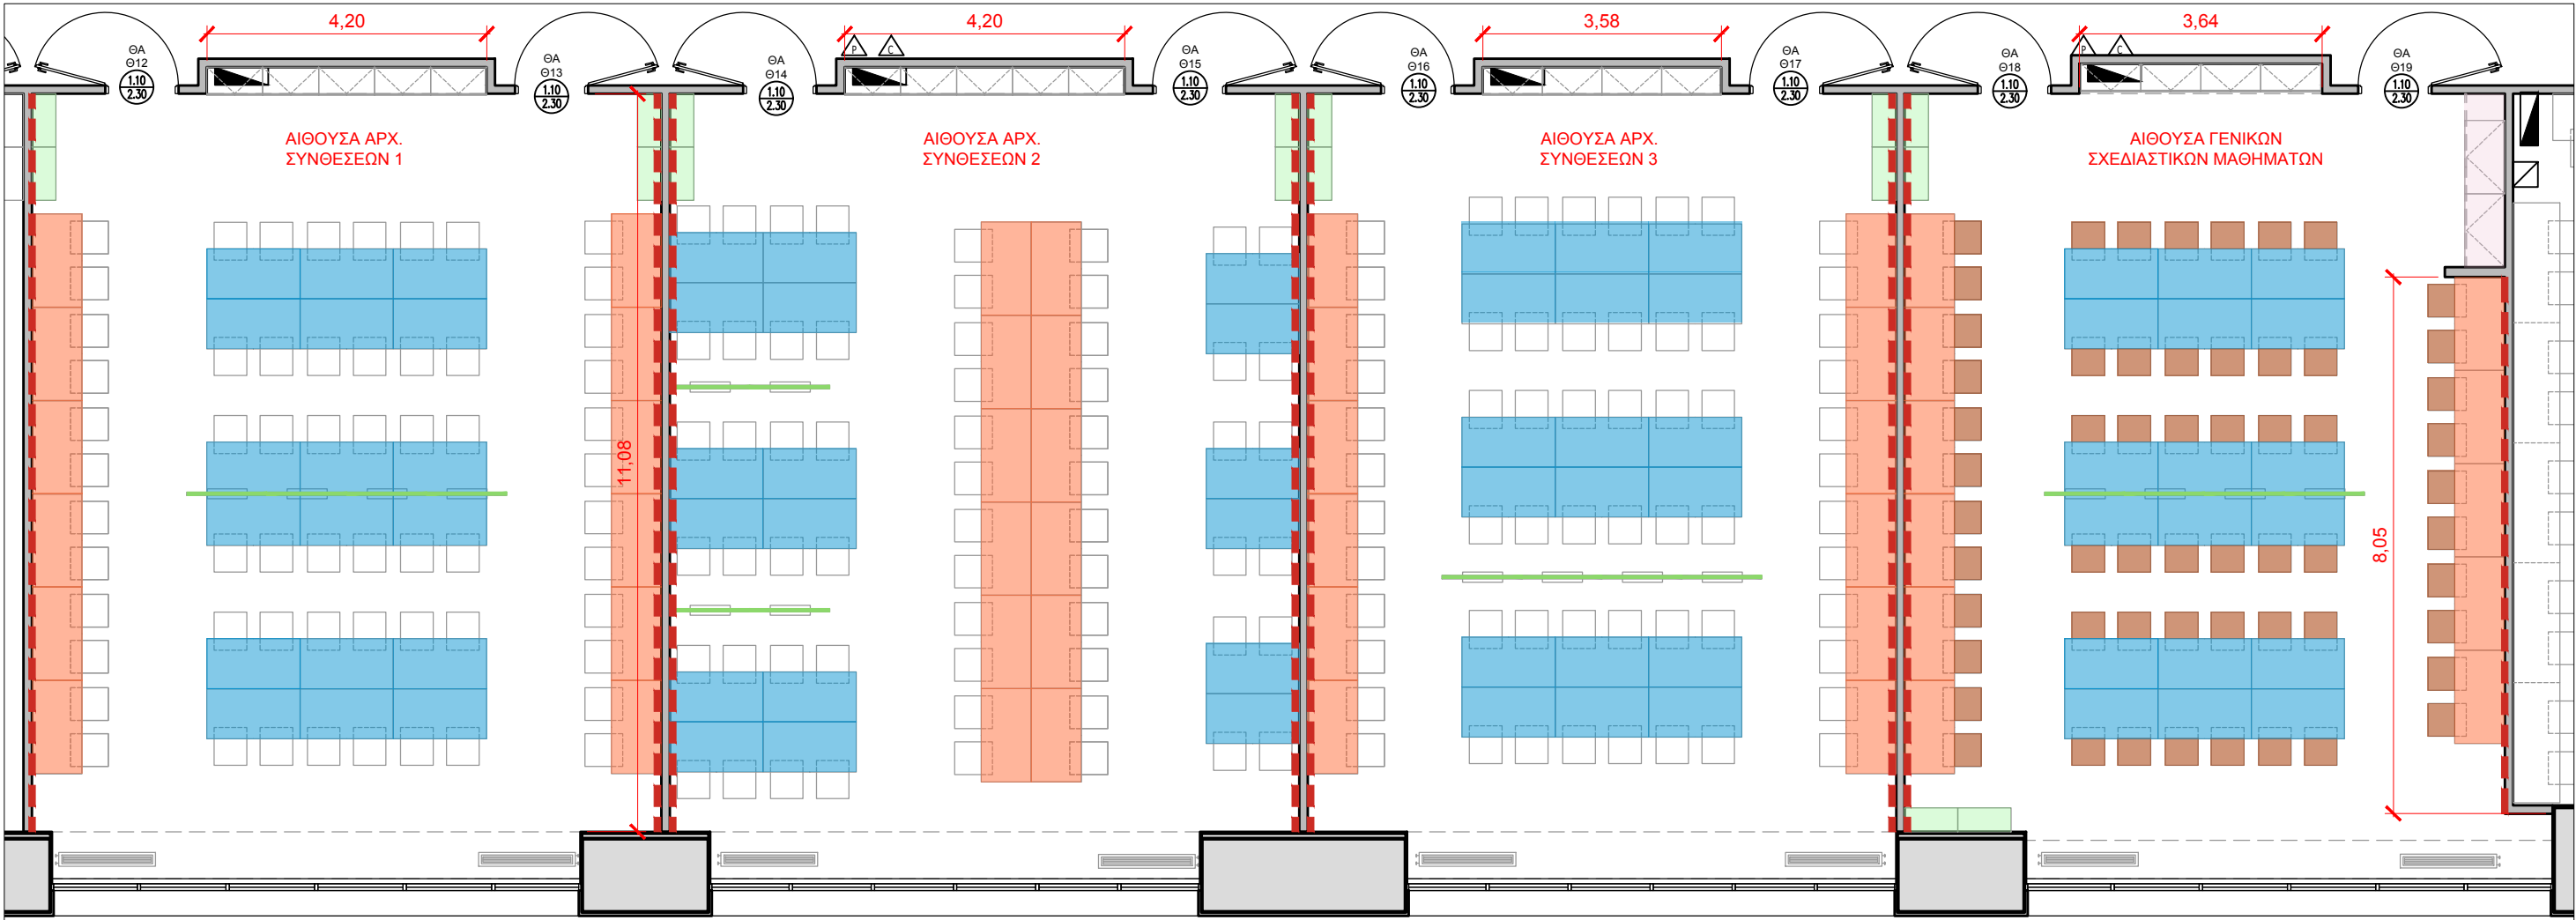 4,20
4,20
3,58
3,64
ΘΑ
Θ12
1.10
2.30
ΘΑ
Θ13
1.10
2.30
ΘΑ
Θ14
1.10
2.30
P
C
ΘΑ
Θ15
1.10
2.30
ΘΑ
Θ16
1.10
2.30
ΘΑ
Θ17
1.10
2.30
ΘΑ
Θ18
1.10
2.30
P
C
ΘΑ
Θ19
1.10
2.30
ΑΙΘΟΥΣΑ ΑΡΧ.
ΣΥΝΘΕΣΕΩΝ 1
ΑΙΘΟΥΣΑ ΑΡΧ.
ΣΥΝΘΕΣΕΩΝ 2
ΑΙΘΟΥΣΑ ΑΡΧ.
ΣΥΝΘΕΣΕΩΝ 3
ΑΙΘΟΥΣΑ ΓΕΝΙΚΩΝ
ΣΧΕΔΙΑΣΤΙΚΩΝ ΜΑΘΗΜΑΤΩΝ
11,08
8,05